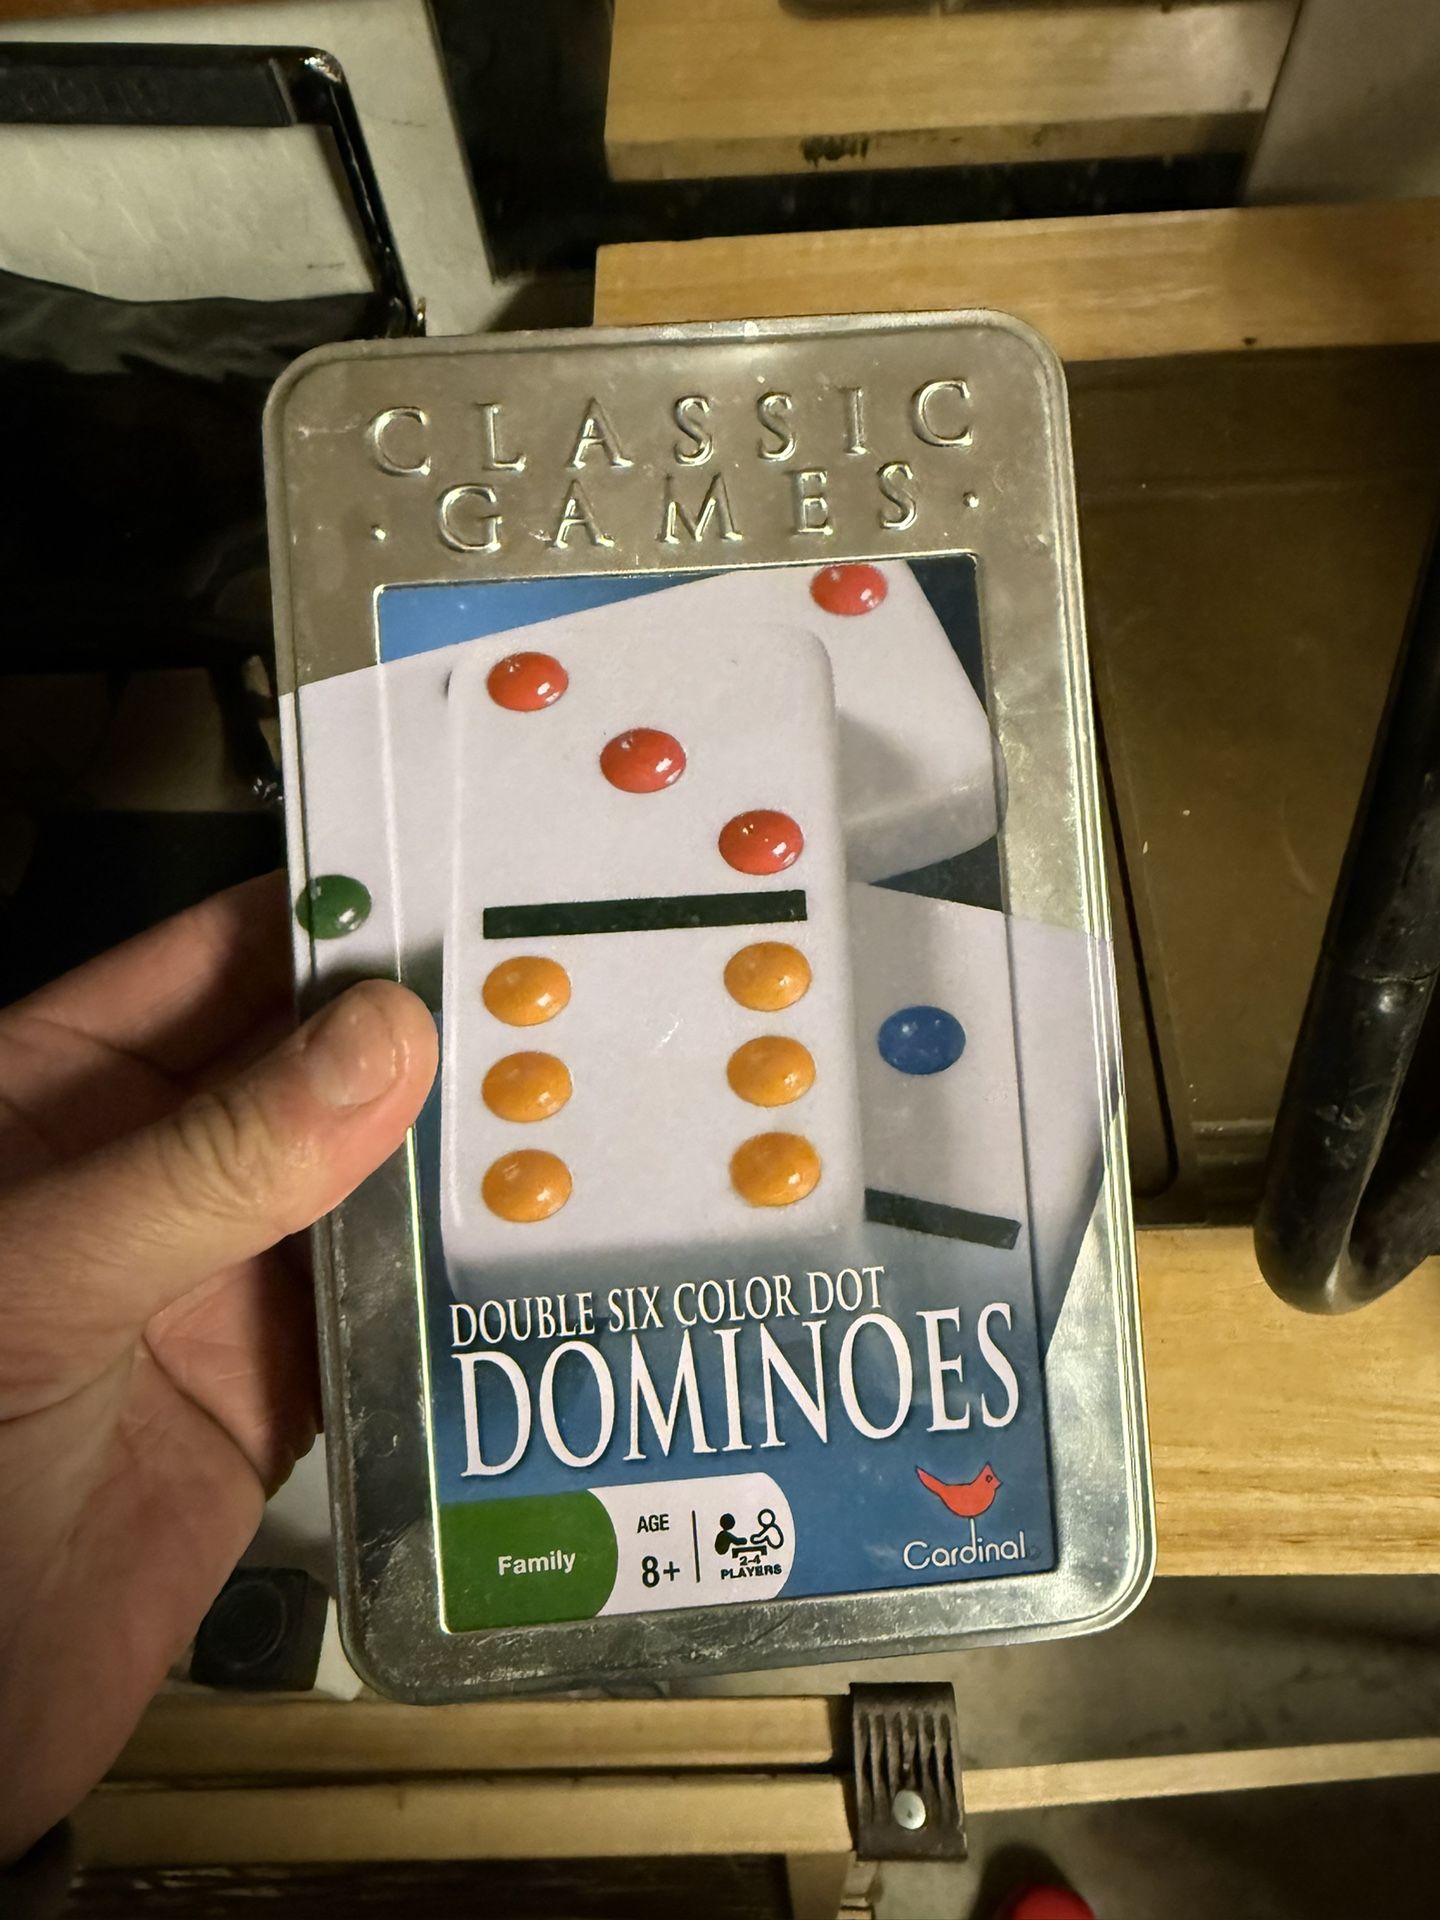 CLASSIC
· GAMES ·
DOUBLE SIX COLOR DOT
DOMINOES
Family
AGE
8+
2-4
PLAYERS
Cardinal